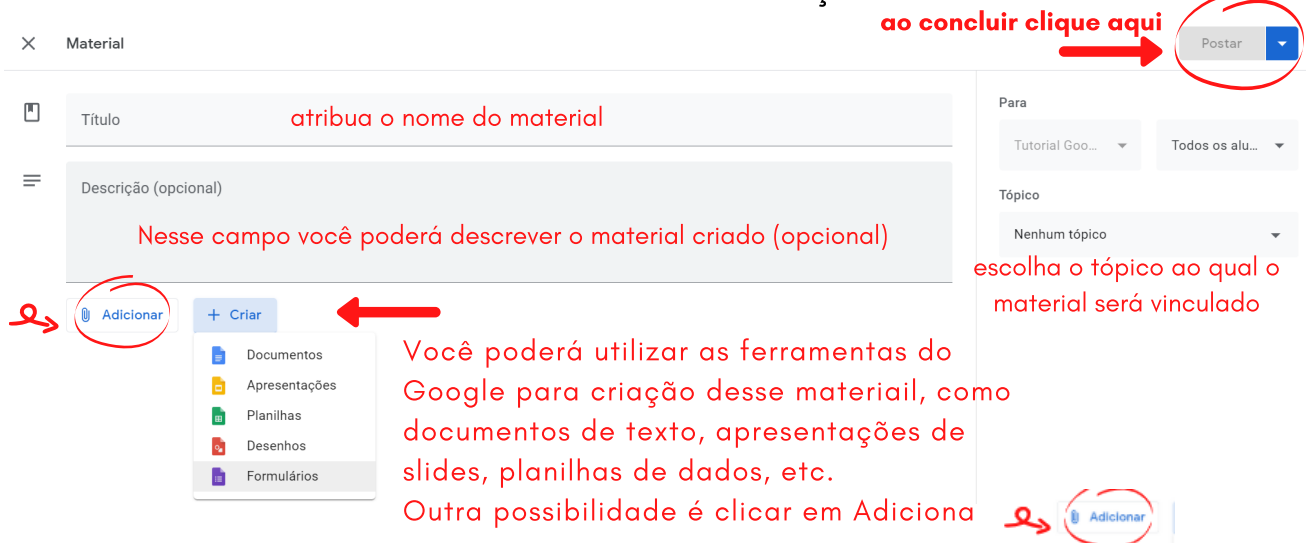 ao concluir clique aqui
Material
Postar
Título
atribua o nome do material
Para
Tutorial Goo...
Todos os alu...
Descrição (opcional)
Nesse campo você poderá descrever o material criado (opcional)
Tópico
Nenhum tópico
escolha o tópico ao qual o
material será vinculado
Adicionar
+ Criar
Documentos
Apresentações
Planilhas
Desenhos
Formulários
Você poderá utilizar as ferramentas do
Google para criação desse materiail, como
documentos de texto, apresentações de
slides, planilhas de dados, etc.
Outra possibilidade é clicar em Adiciona
Adicionar